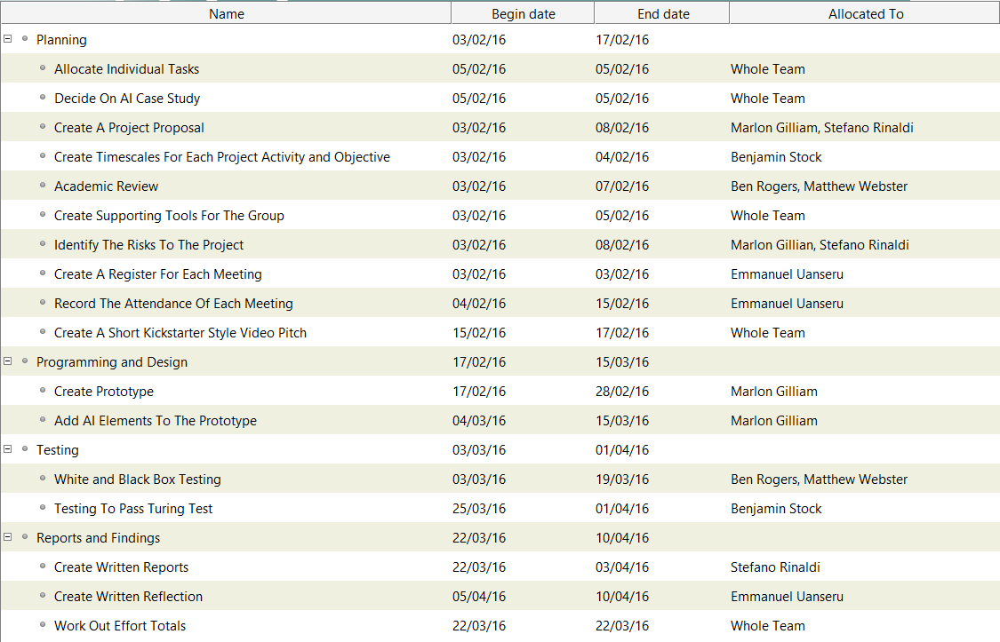 Name Begin date End date Allocated To
Planning 03/02/16 17/02/16
Allocate Individual Tasks 05/02/16 05/02/16 Whole Team
Decide On AI Case Study 05/02/16 05/02/16 Whole Team
Create A Project Proposal 03/02/16 08/02/16 Marlon Gilliam, Stefano Rinaldi
Create Timescales For Each Project Activity and Objective 03/02/16 04/02/16 Benjamin Stock
Academic Review 03/02/16 07/02/16 Ben Rogers, Matthew Webster
Create Supporting Tools For The Group 03/02/16 05/02/16 Whole Team
Identify The Risks To The Project 03/02/16 08/02/16 Marlon Gillian, Stefano Rinaldi
Create A Register For Each Meeting 03/02/16 03/02/16 Emmanuel Uanseru
Record The Attendance Of Each Meeting 04/02/16 15/02/16 Emmanuel Uanseru
Create A Short Kickstarter Style Video Pitch 15/02/16 17/02/16 Whole Team
Programming and Design 17/02/16 15/03/16
Create Prototype 17/02/16 28/02/16 Marlon Gilliam
Add AI Elements To The Prototype 04/03/16 15/03/16 Marlon Gilliam
Testing 03/03/16 01/04/16
White and Black Box Testing 03/03/16 19/03/16 Ben Rogers, Matthew Webster
Testing To Pass Turing Test 25/03/16 01/04/16 Benjamin Stock
Reports and Findings 22/03/16 10/04/16
Create Written Reports 22/03/16 03/04/16 Stefano Rinaldi
Create Written Reflection 05/04/16 10/04/16 Emmanuel Uanseru
Work Out Effort Totals 22/03/16 22/03/16 Whole Team